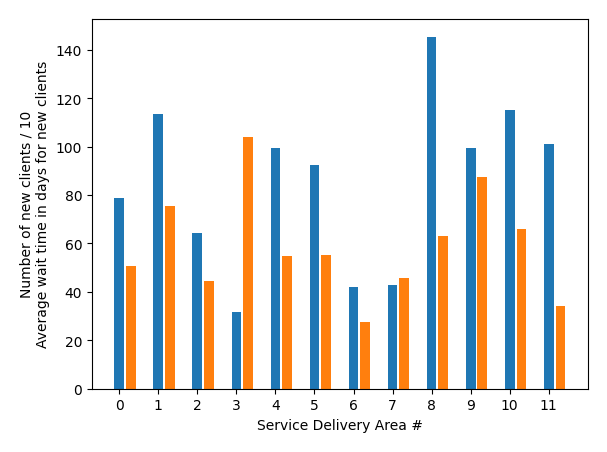 Number of new clients / 10
Average wait time in days for new clients
140
120
100
80
60
40
20
0
0 1 2 3 4 5 6 7 8 9 10 11
Service Delivery Area #